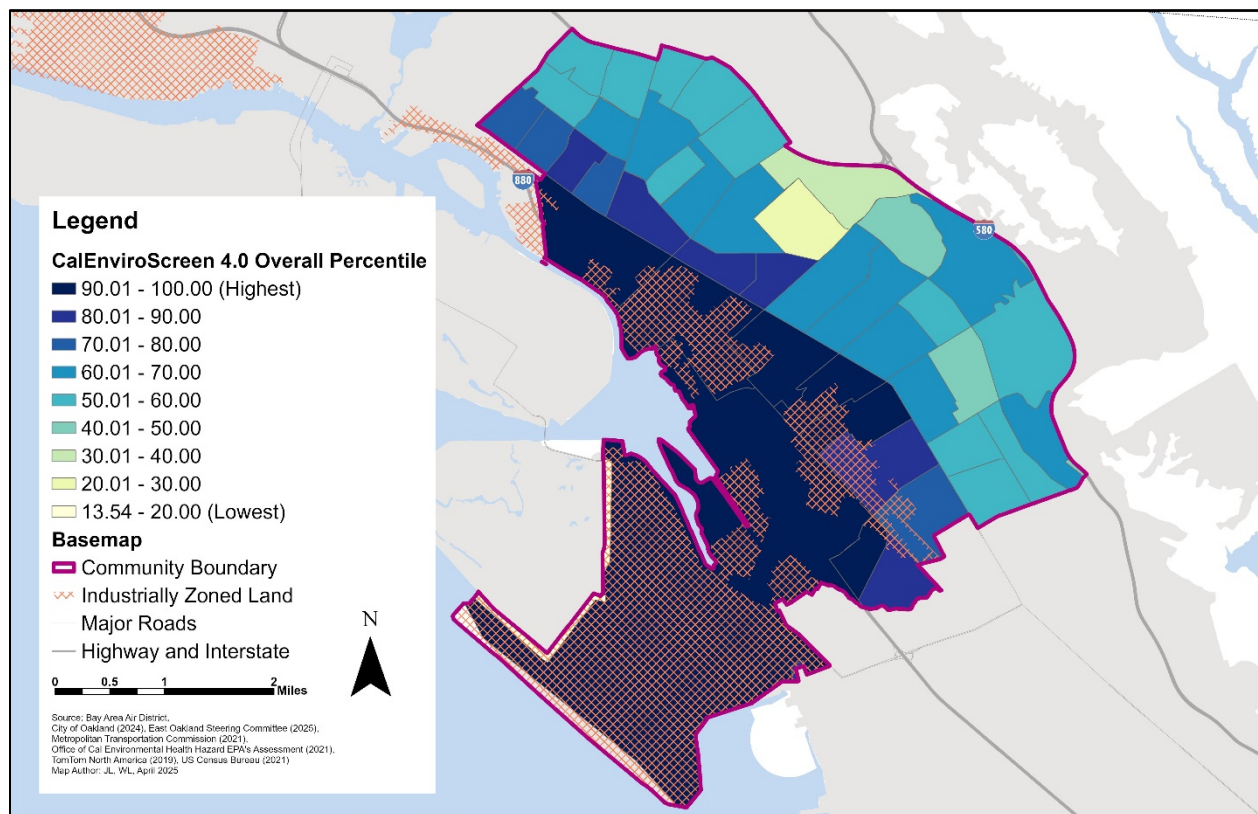 880
580
Legend
CalEnviroScreen 4.0 Overall Percentile
90.01 - 100.00 (Highest)
80.01 - 90.00
70.01 - 80.00
60.01 - 70.00
50.01 - 60.00
40.01 - 50.00
30.01 - 40.00
20.01 - 30.00
13.54 - 20.00 (Lowest)
Basemap
Community Boundary
Industrially Zoned Land
Major Roads
Highway and Interstate
N
0 0.5 1 2
Miles
Source: Bay Area Air District,
City of Oakland (2024), East Oakland Steering Committee (2025),
Metropolitan Transportation Commission (2021),
Office of Cal Environmental Health Hazard EPA's Assessment (2021),
TomTom North America (2019), US Census Bureau (2021)
Map Author: JL, WL, April 2025